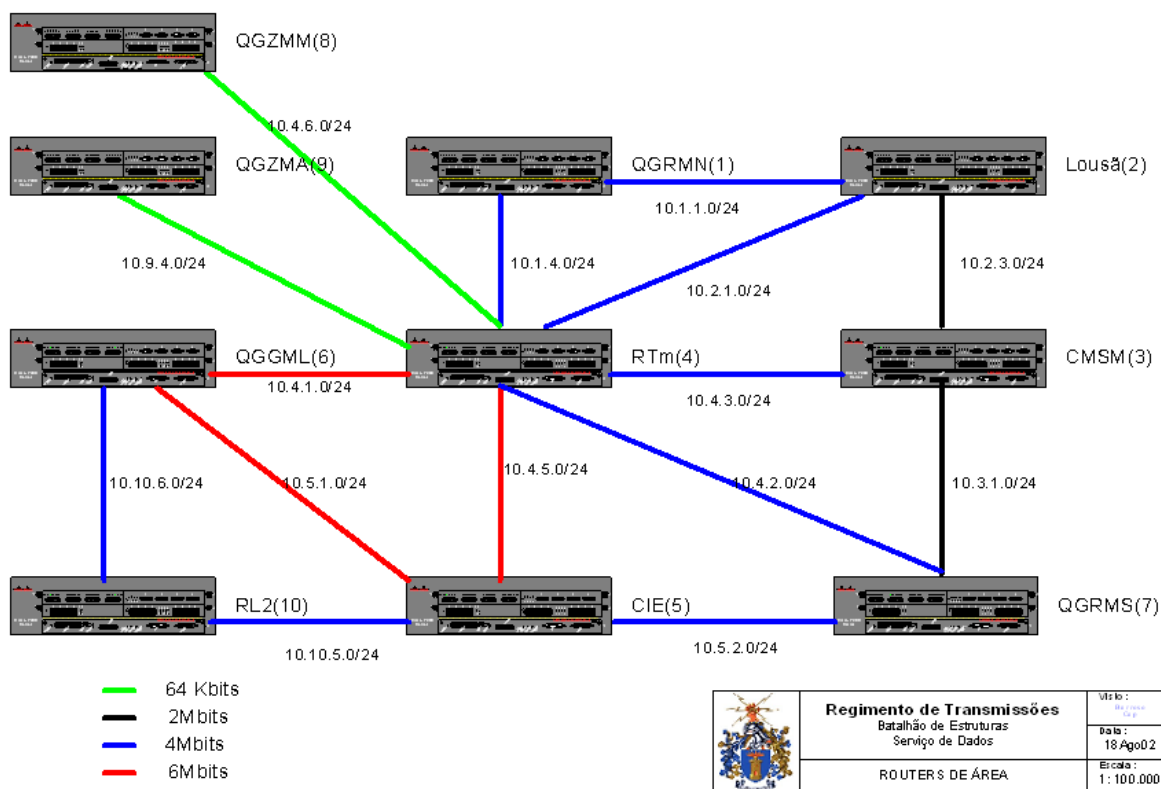 QGZMM(8)
10.4.6.0/24
QGZMA(9)
QGRMN(1)
Lousã(2)
10.1.1.0/24
10.9.4.0/24
10.1.4.0/24
10.2.3.0/24
10.2.1.0/24
QGGML(6)
RTm(4)
CMSM(3)
10.4.1.0/24
10.4.3.0/24
10.10.6.0/24
10.5.1.0/24
10.4.5.0/24
10.4.2.0/24
10.3.1.0/24
RL2(10)
CIE(5)
QGRMS(7)
10.10.5.0/24
10.5.2.0/24
64 Kbits
2Mbits
4Mbits
6Mbits
Regimento de Transmissões
Batalhão de Estruturas
Serviço de Dados
ROUTERS DE ÁREA
Visto:
Data:
18 Ago02
Escala:
1: 100.000